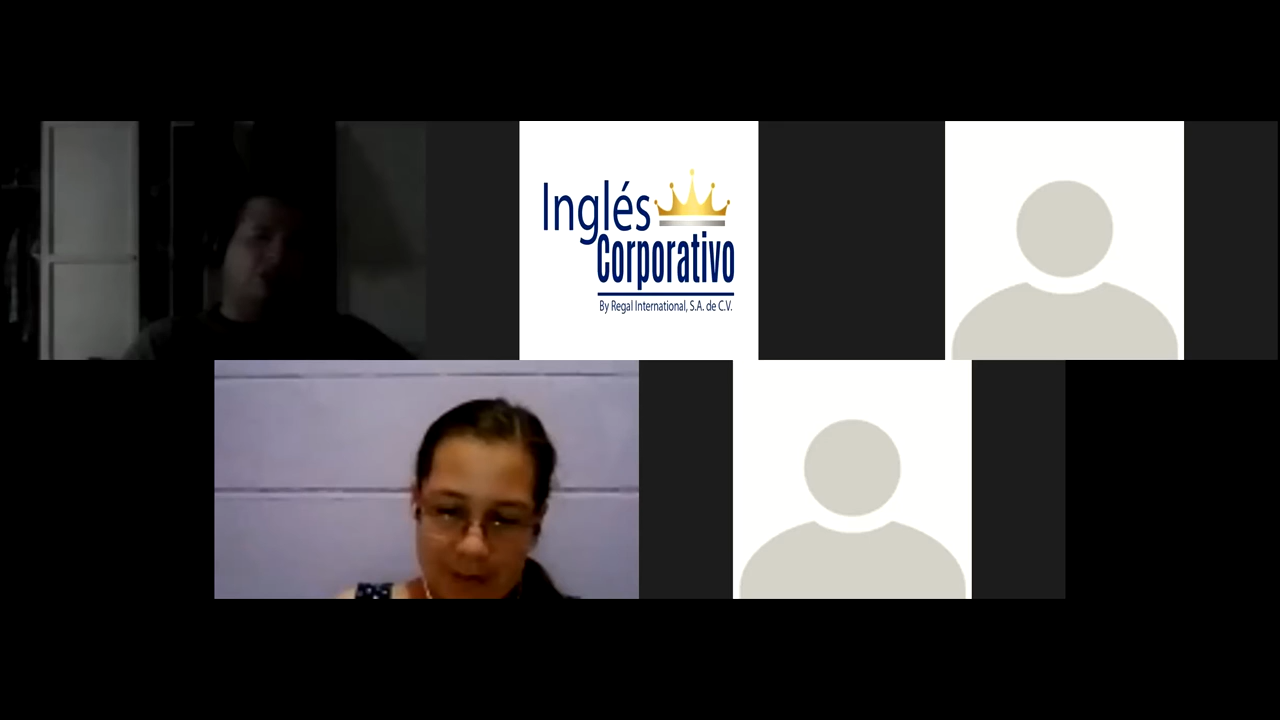 Inglés
Corporativo
By Regal International, S.A. de C.V.